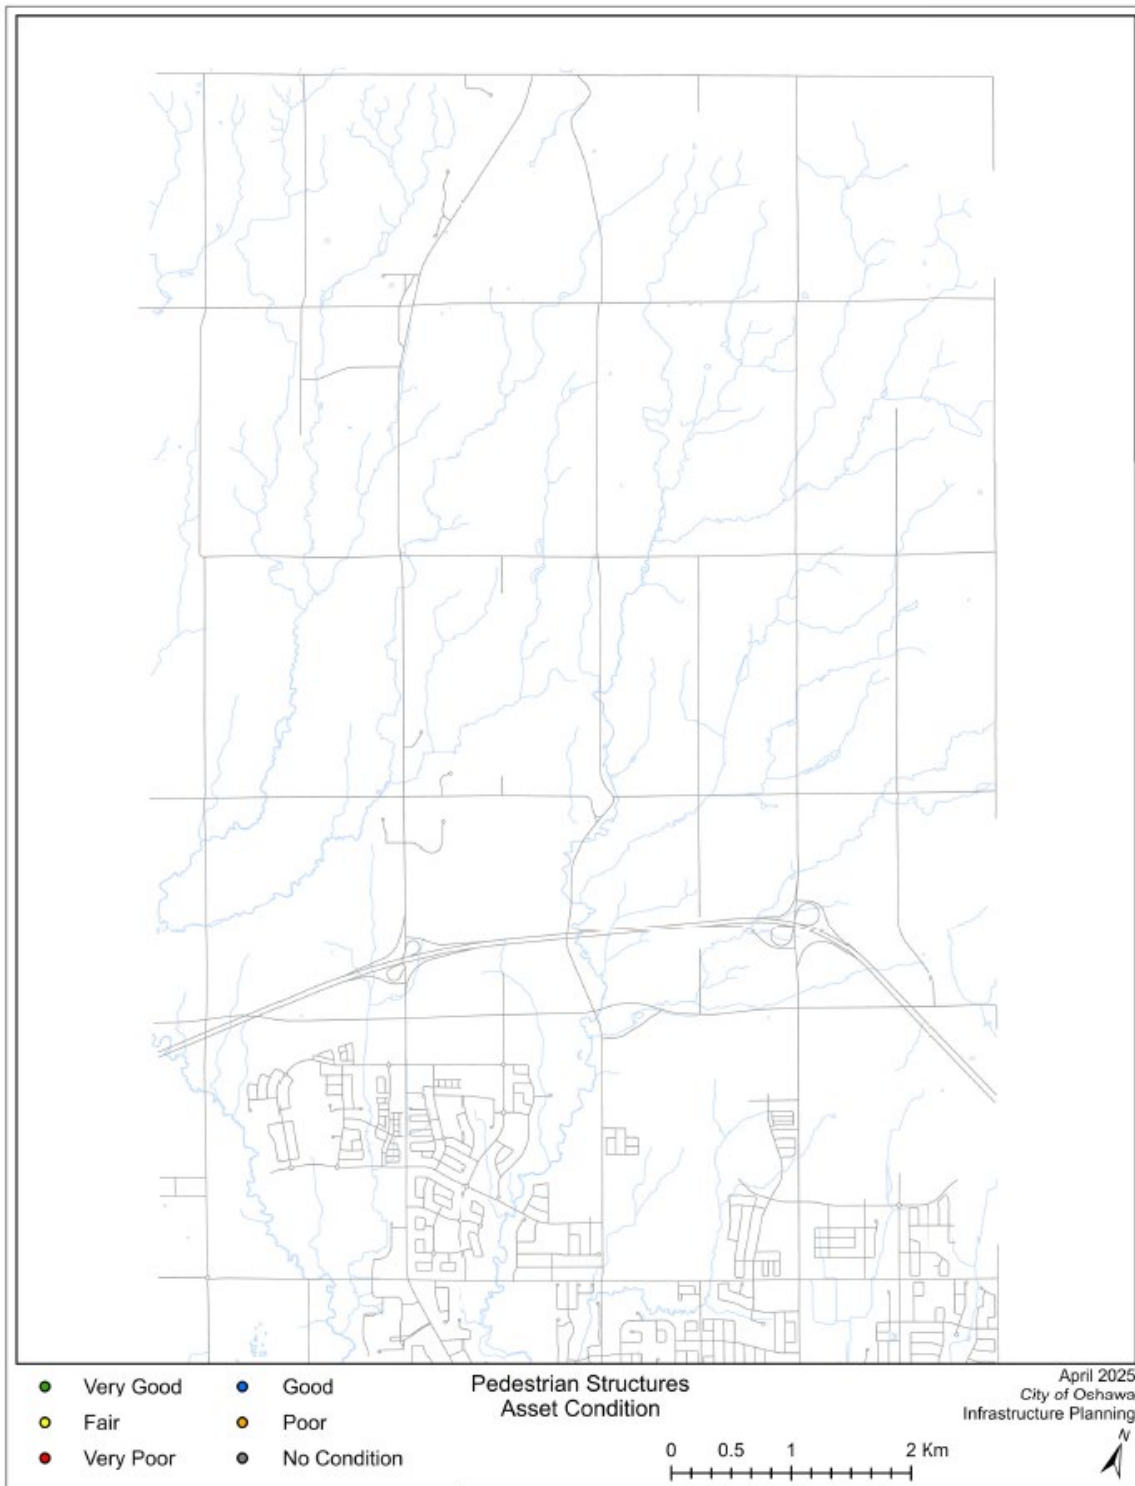 Very Good
Good
Fair
Poor
Very Poor
No Condition
Pedestrian Structures
Asset Condition
0 0.5 1 2 Km
April 2025
City of Oshawa
Infrastructure Planning
N